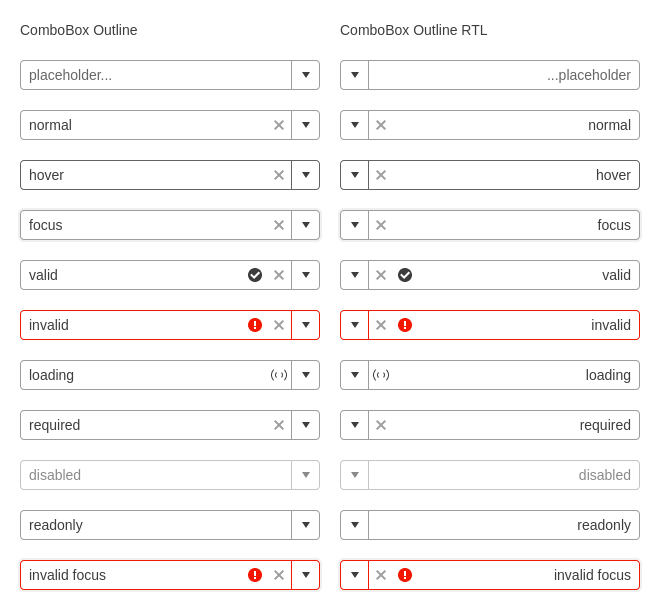 ComboBox Outline
ComboBox Outline RTL
placeholder...
...placeholder
normal
normal
hover
hover
focus
focus
valid
valid
invalid
invalid
loading
loading
required
required
disabled
disabled
readonly
readonly
invalid focus
invalid focus